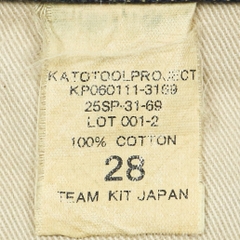 KATOTOOLPROJECT
KP060111-3169
25SP-31-69
LOT 001-2
100% COTTON
28
TEAM KIT JAPAN